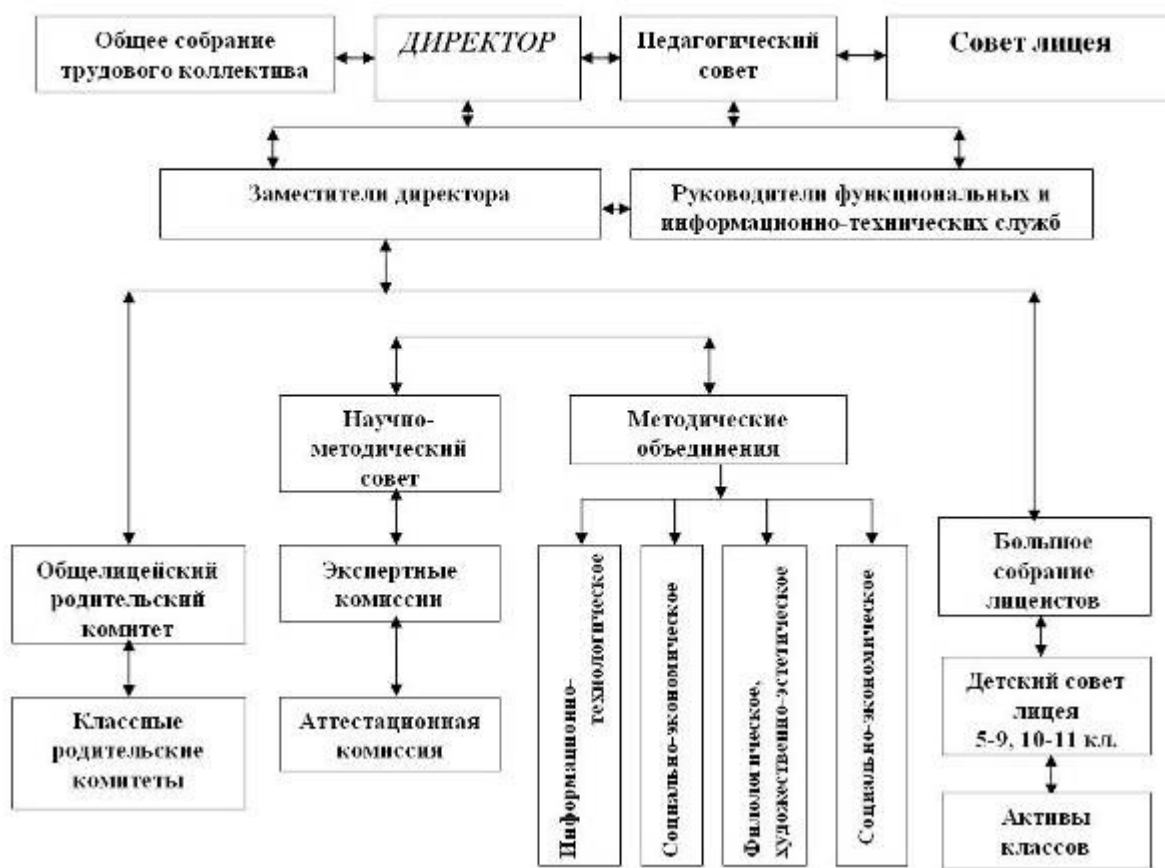 Общее собрание
трудового коллектива
ДИРЕКТОР
Педагогический
совет
Совет лицея
Заместители директора
Руководители функциональных и
информационно-технических служб
Научно-
методический
совет
Методические
объединения
Общелицейский
родительский
комитет
Экспертные
комиссии
Информационно-
технологическое
Социально-экономическое
Филологическое,
художественно-эстетическое
Социально-экономическое
Большое
собрание
лицеистов
Классные
родительские
комитеты
Аттестационная
комиссия
Детский совет
лицея
5-9, 10-11 кл.
Активы
классов